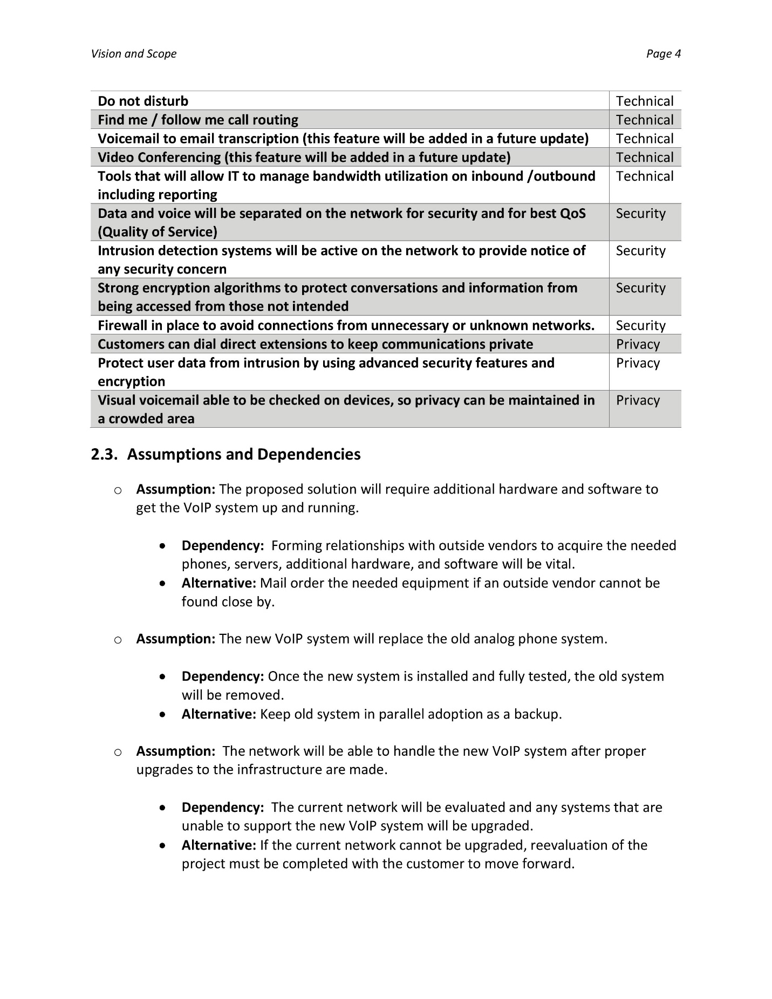 Vision and Scope Page 4
Do not disturb Technical
Find me / follow me call routing Technical
Voicemail to email transcription (this feature will be added in a future update) Technical
Video Conferencing (this feature will be added in a future update) Technical
Tools that will allow IT to manage bandwidth utilization on inbound /outbound Technical
including reporting
Data and voice will be separated on the network for security and for best QoS Security
(Quality of Service)
Intrusion detection systems will be active on the network to provide notice of Security
any security concern
Strong encryption algorithms to protect conversations and information from Security
being accessed from those not intended
Firewall in place to avoid connections from unnecessary or unknown networks. Security
Customers can dial direct extensions to keep communications private Privacy
Protect user data from intrusion by using advanced security features and Privacy
encryption
Visual voicemail able to be checked on devices, so privacy can be maintained in Privacy
a crowded area
2.3. Assumptions and Dependencies
o Assumption: The proposed solution will require additional hardware and software to
get the VoIP system up and running.
• Dependency: Forming relationships with outside vendors to acquire the needed
phones, servers, additional hardware, and software will be vital.
• Alternative: Mail order the needed equipment if an outside vendor cannot be
found close by.
o Assumption: The new VoIP system will replace the old analog phone system.
• Dependency: Once the new system is installed and fully tested, the old system
will be removed.
• Alternative: Keep old system in parallel adoption as a backup.
o Assumption: The network will be able to handle the new VoIP system after proper
upgrades to the infrastructure are made.
• Dependency: The current network will be evaluated and any systems that are
unable to support the new VoIP system will be upgraded.
• Alternative: If the current network cannot be upgraded, reevaluation of the
project must be completed with the customer to move forward.